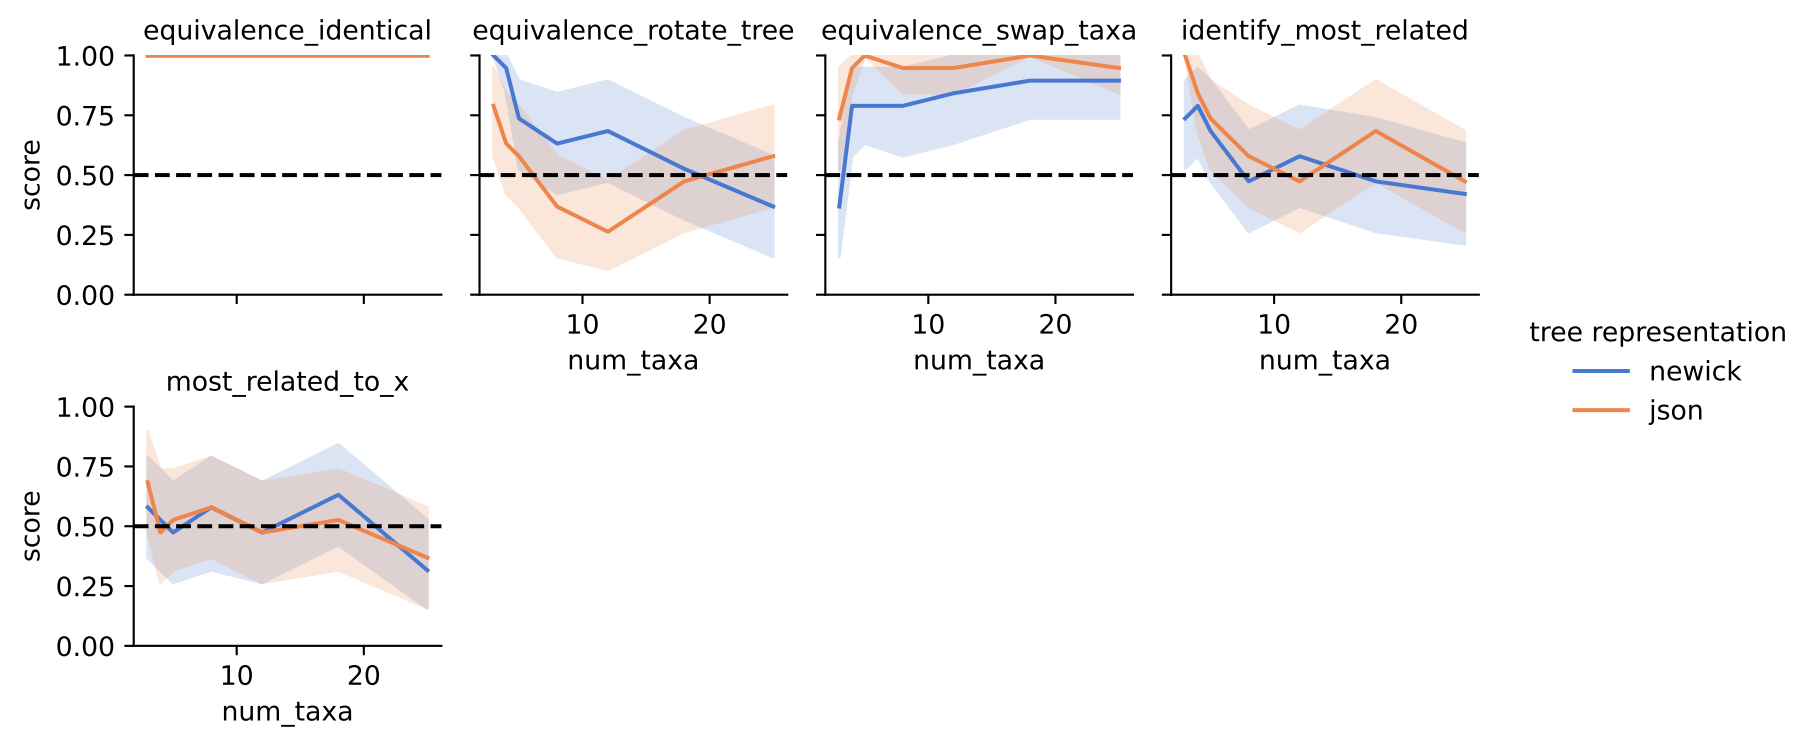 equivalence_identical
equivalence_rotate_tree
equivalence_swap_taxa
identify_most_related
1.00
0.75
0.50
0.25
0.00
score
10
20
num_taxa
10
20
num_taxa
10
20
num_taxa
most_related_to_x
1.00
0.75
0.50
0.25
0.00
score
10
20
num_taxa
tree representation
newick
json